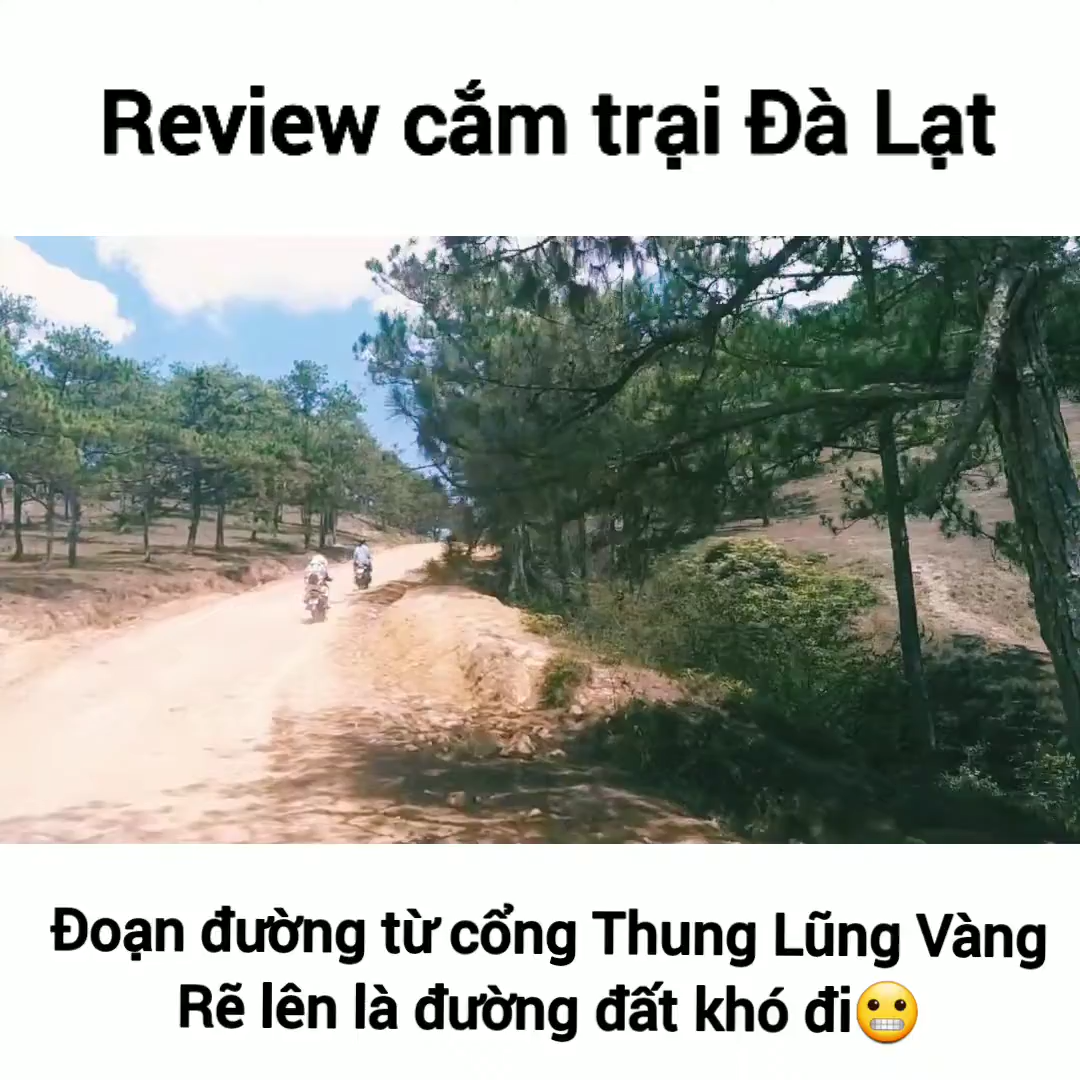 Review cắm trại Đà Lạt
Đoạn đường từ cổng Thung Lũng Vàng
Rẽ lên là đường đất khó đi😬